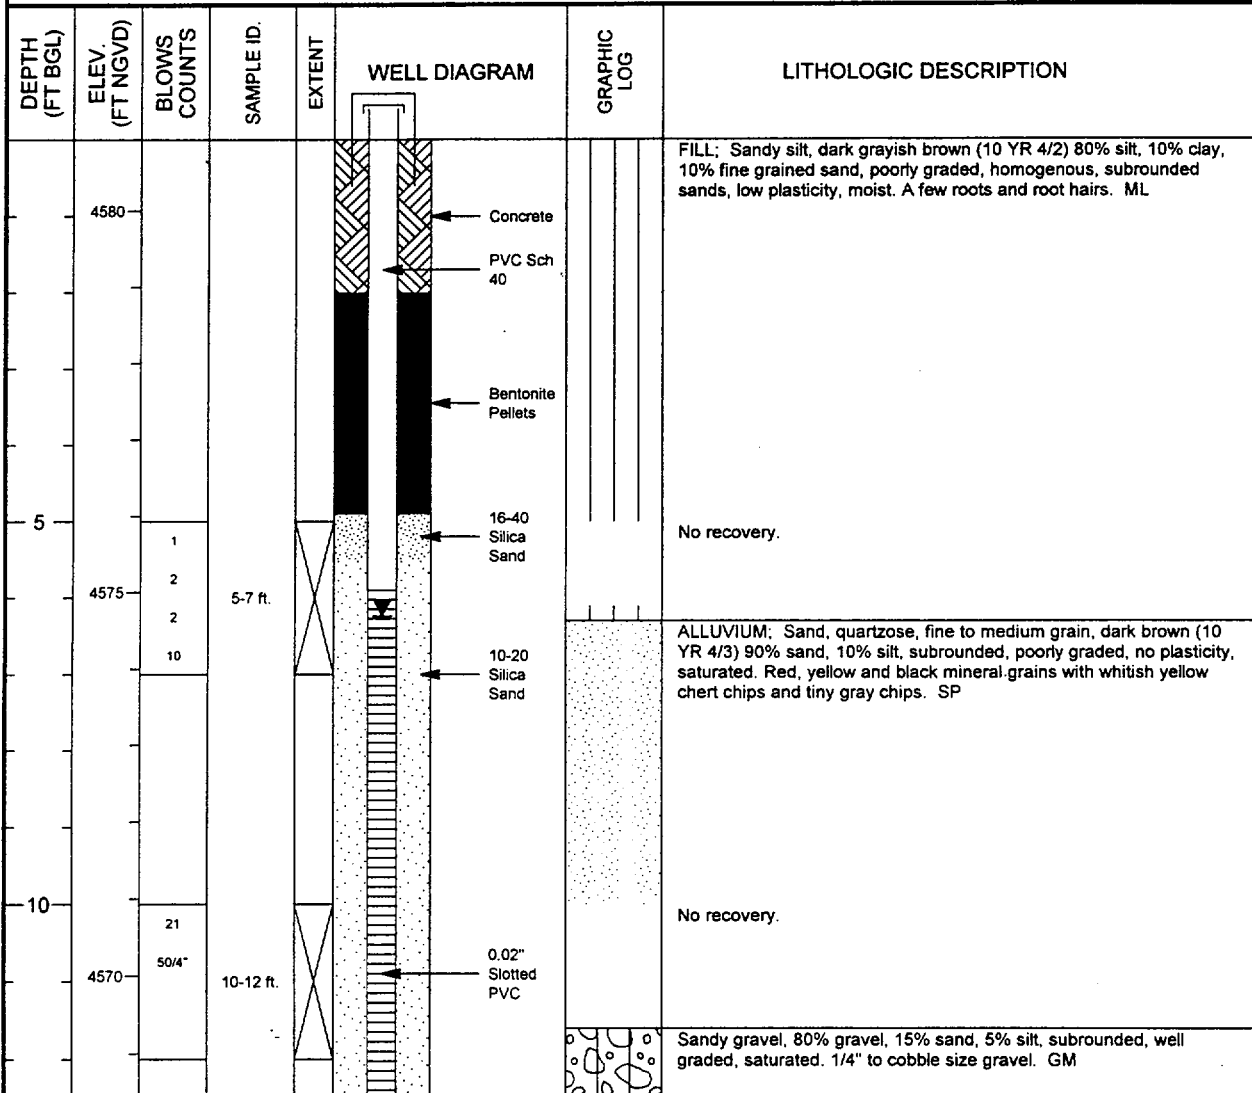 DEPTH
(FT BGL)
ELEV.
(FT NGVD)
BLOWS
COUNTS
SAMPLE ID.
EXTENT
WELL DIAGRAM
GRAPHIC
LOG
LITHOLOGIC DESCRIPTION
FILL; Sandy silt, dark grayish brown (10 YR 4/2) 80% silt, 10% clay,
10% fine grained sand, poorly graded, homogenous, subrounded
sands, low plasticity, moist. A few roots and root hairs. ML
4580
Concrete
PVC Sch
40
Bentonite
Pellets
5
16-40
Silica
Sand
No recovery.
1
2
2
10
4575
5-7 ft.
ALLUVIUM; Sand, quartzose, fine to medium grain, dark brown (10
YR 4/3) 90% sand, 10% silt, subrounded, poorly graded, no plasticity,
saturated. Red, yellow and black mineral grains with whitish yellow
chert chips and tiny gray chips. SP
10-20
Silica
Sand
10
No recovery.
21
50/4"
4570
10-12 ft.
0.02"
Slotted
PVC
Sandy gravel, 80% gravel, 15% sand, 5% silt, subrounded, well
graded, saturated. 1/4" to cobble size gravel. GM